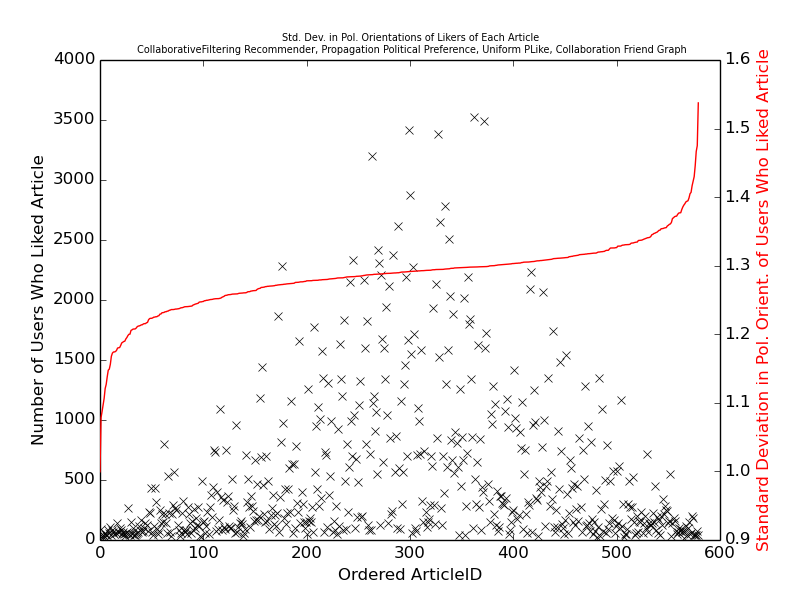 Std. Dev. in Pol. Orientations of Likers of Each Article
CollaborativeFiltering Recommender, Propagation Political Preference, Uniform PLike, Collaboration Friend Graph
4000
3500
3000
2500
2000
1500
1000
500
0
Number of Users Who Liked Article
0 100 200 300 400 500 600
Ordered ArticleID
1.6
1.5
1.4
1.3
1.2
1.1
1.0
0.9
Standard Deviation in Pol. Orient. of Users Who Liked Article